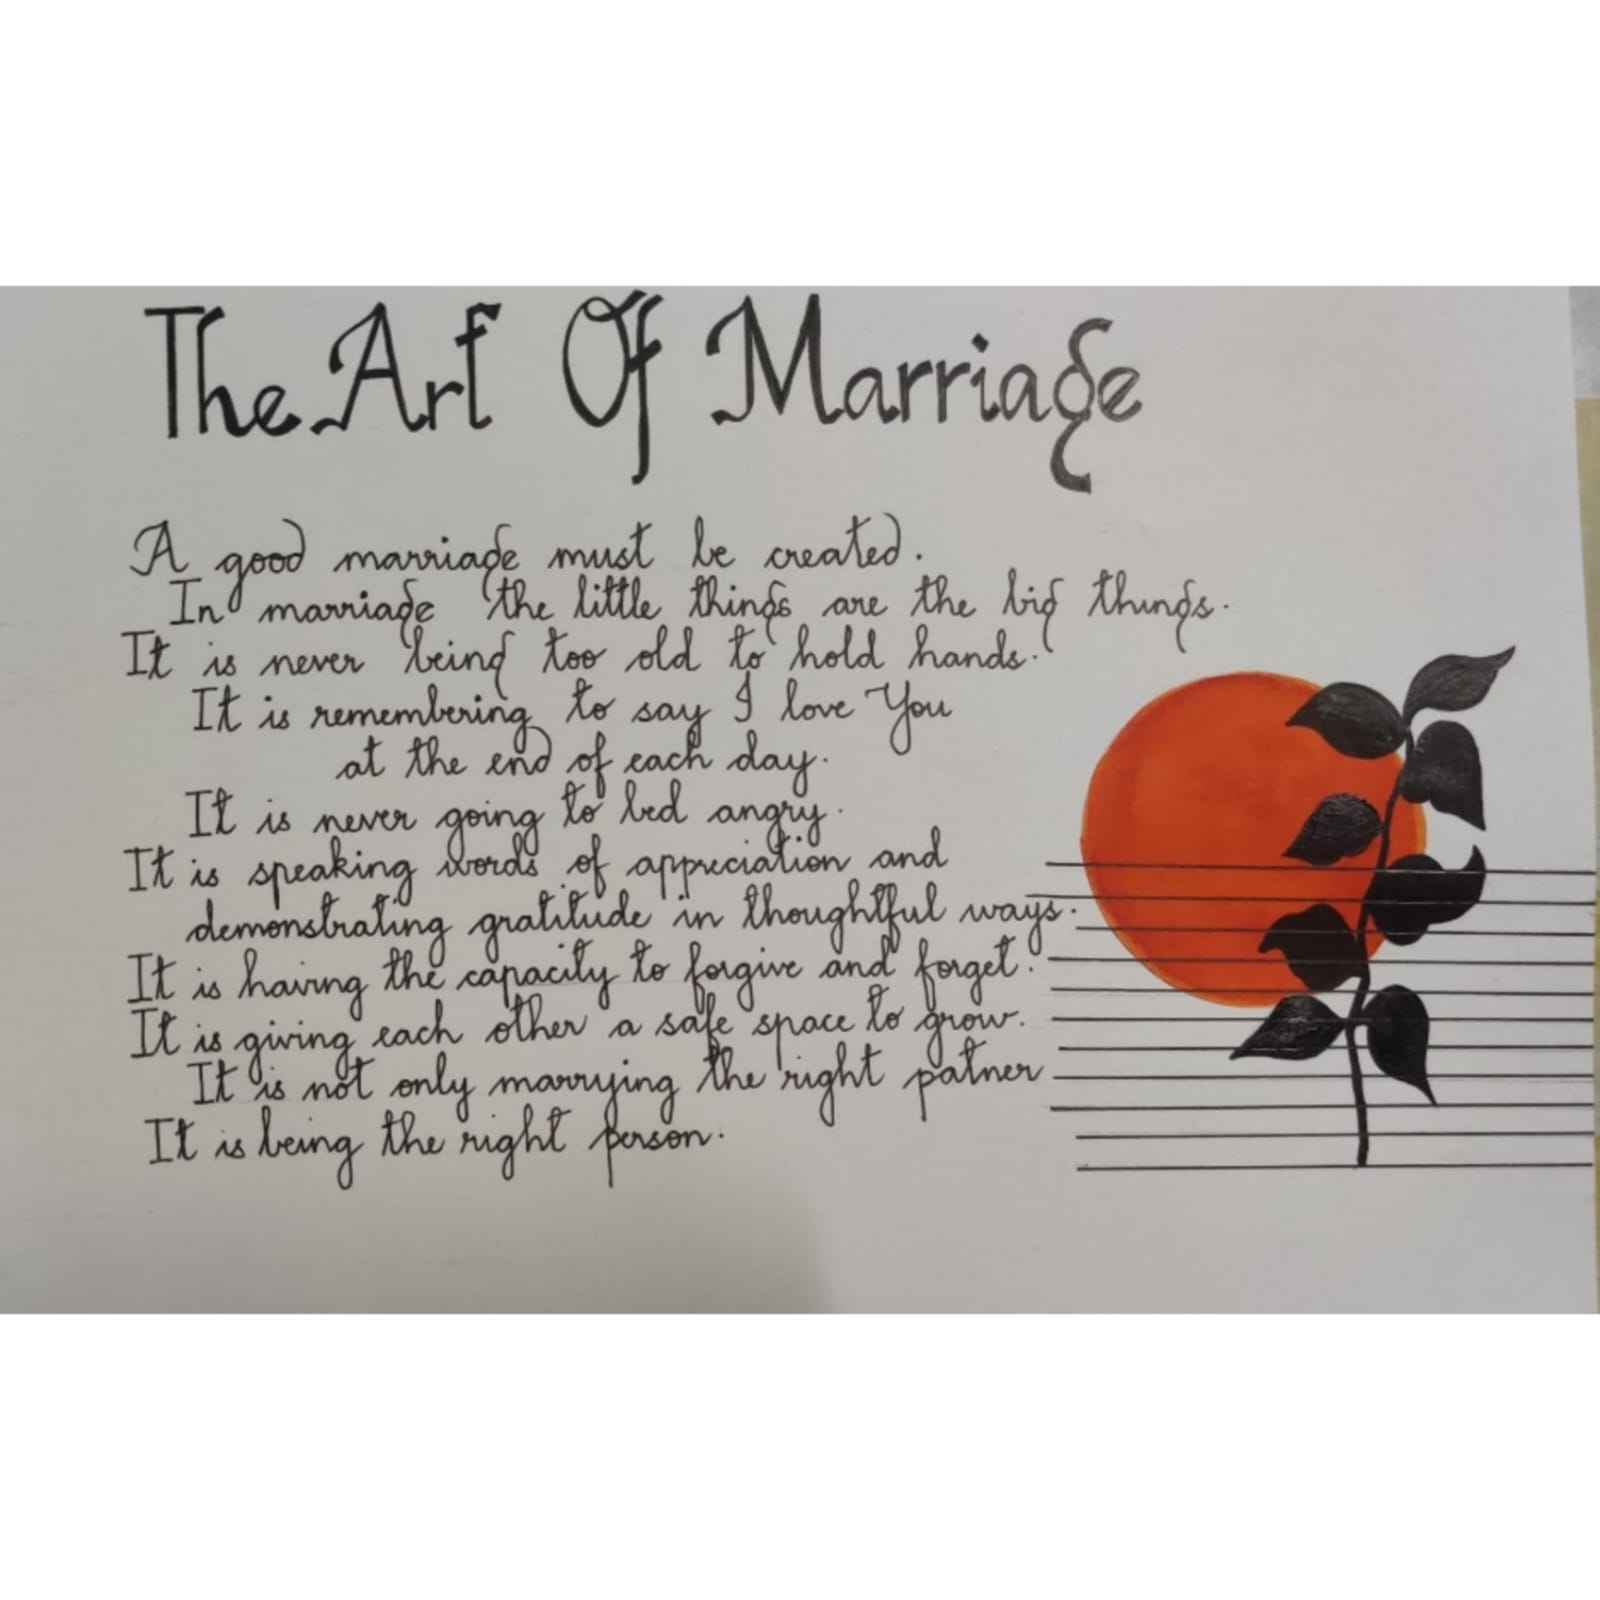 The Art Of Marriage
A good marriage must be created.
In marriage the little things are the big things.
It is never being too old to hold hands.
It is remembering to say I love You
at the end of each day.
It is never going to bed angry.
It is speaking words of appreciation and
demonstrating gratitude in thoughtful ways.
It is having the capacity to forgive and forget.
It is giving each other a safe space to grow.
It is not only marrying the right patner
It is being the right person.